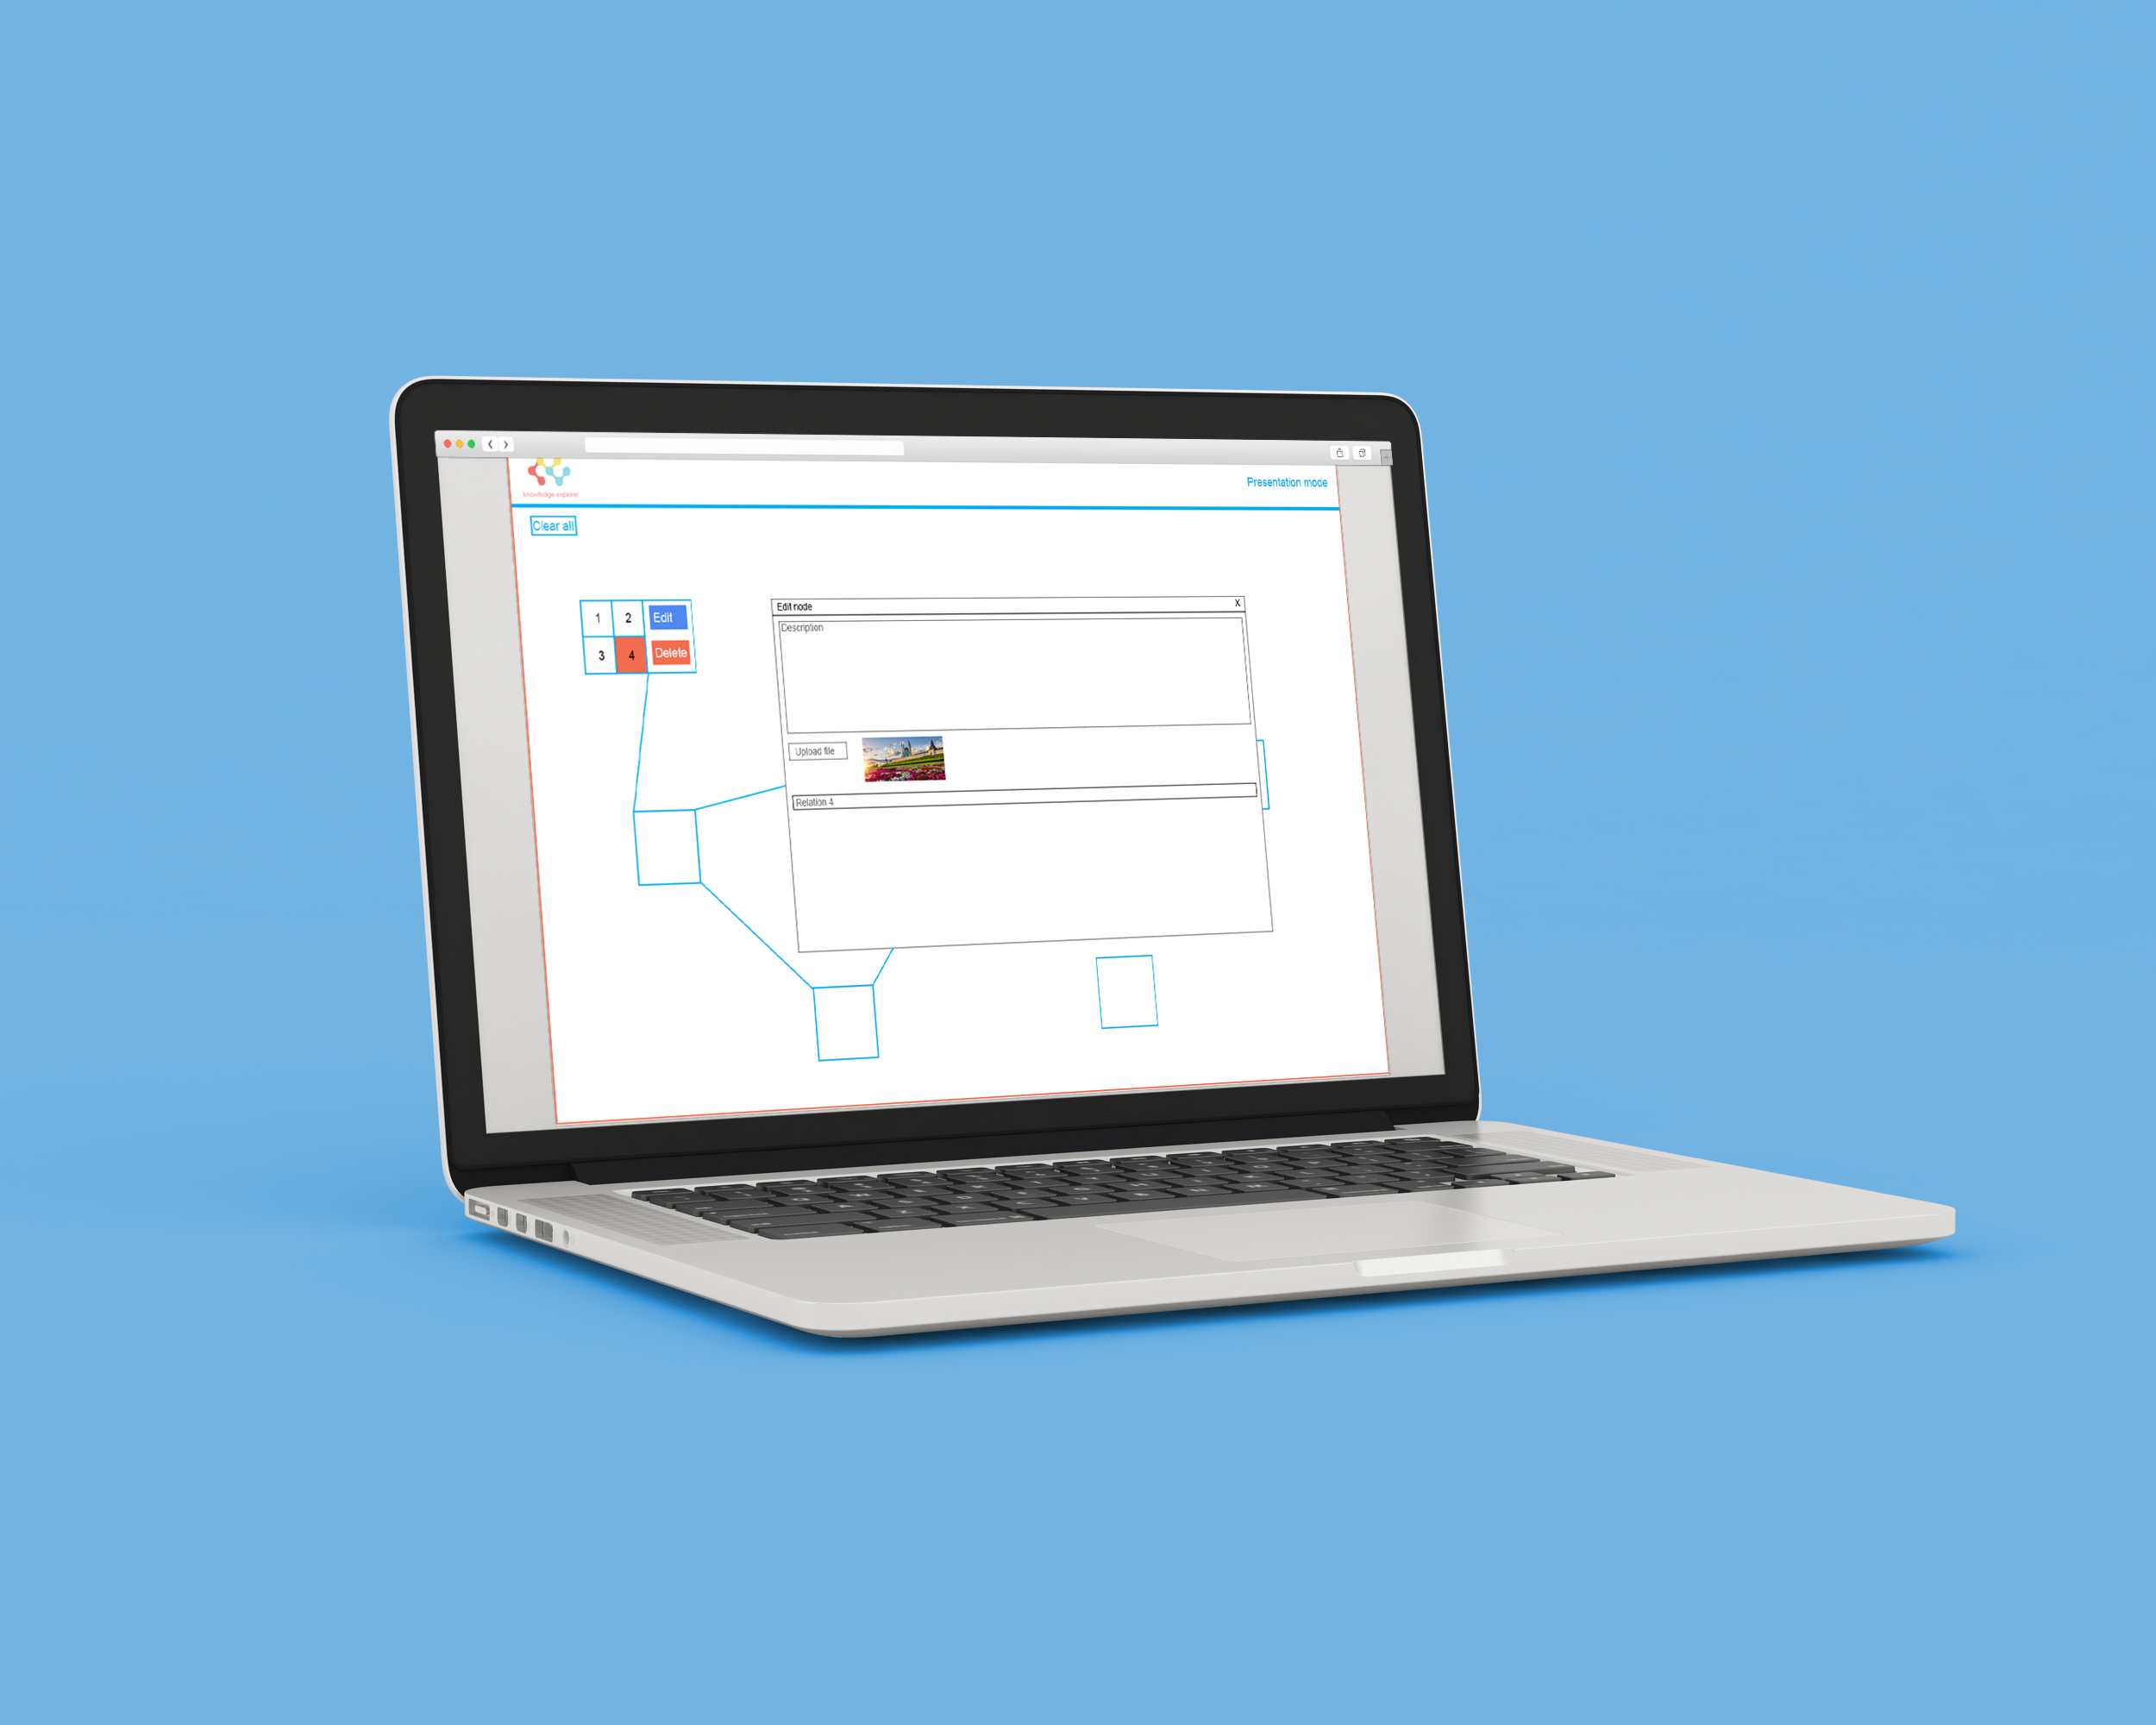 knowledge explorer
Presentation mode
Clear all
1 2 Edit
3 4 Delete
Edit node X
Description
Upload file
Relation 4